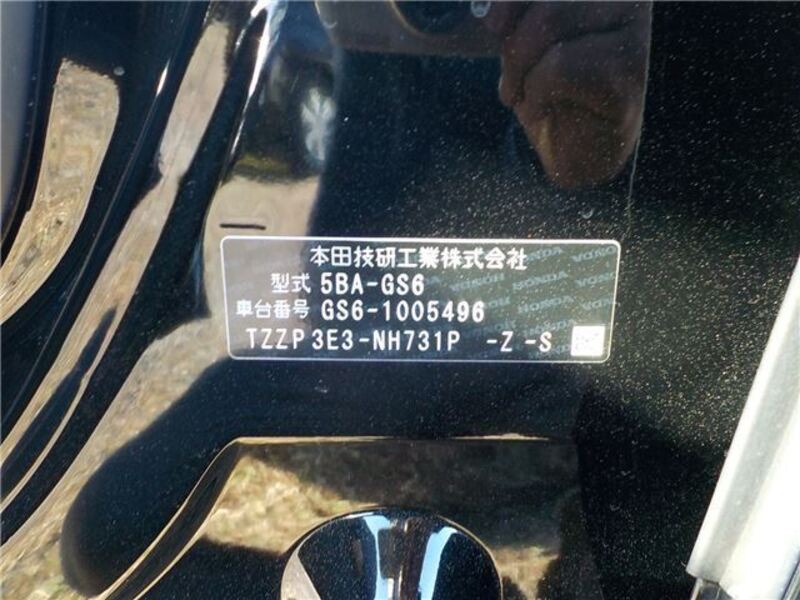 本田技研工業株式会社
型式 5BA-GS6
車台番号 GS6-1005496
TZZP 3E3-NH731P -Z -S
HONDA